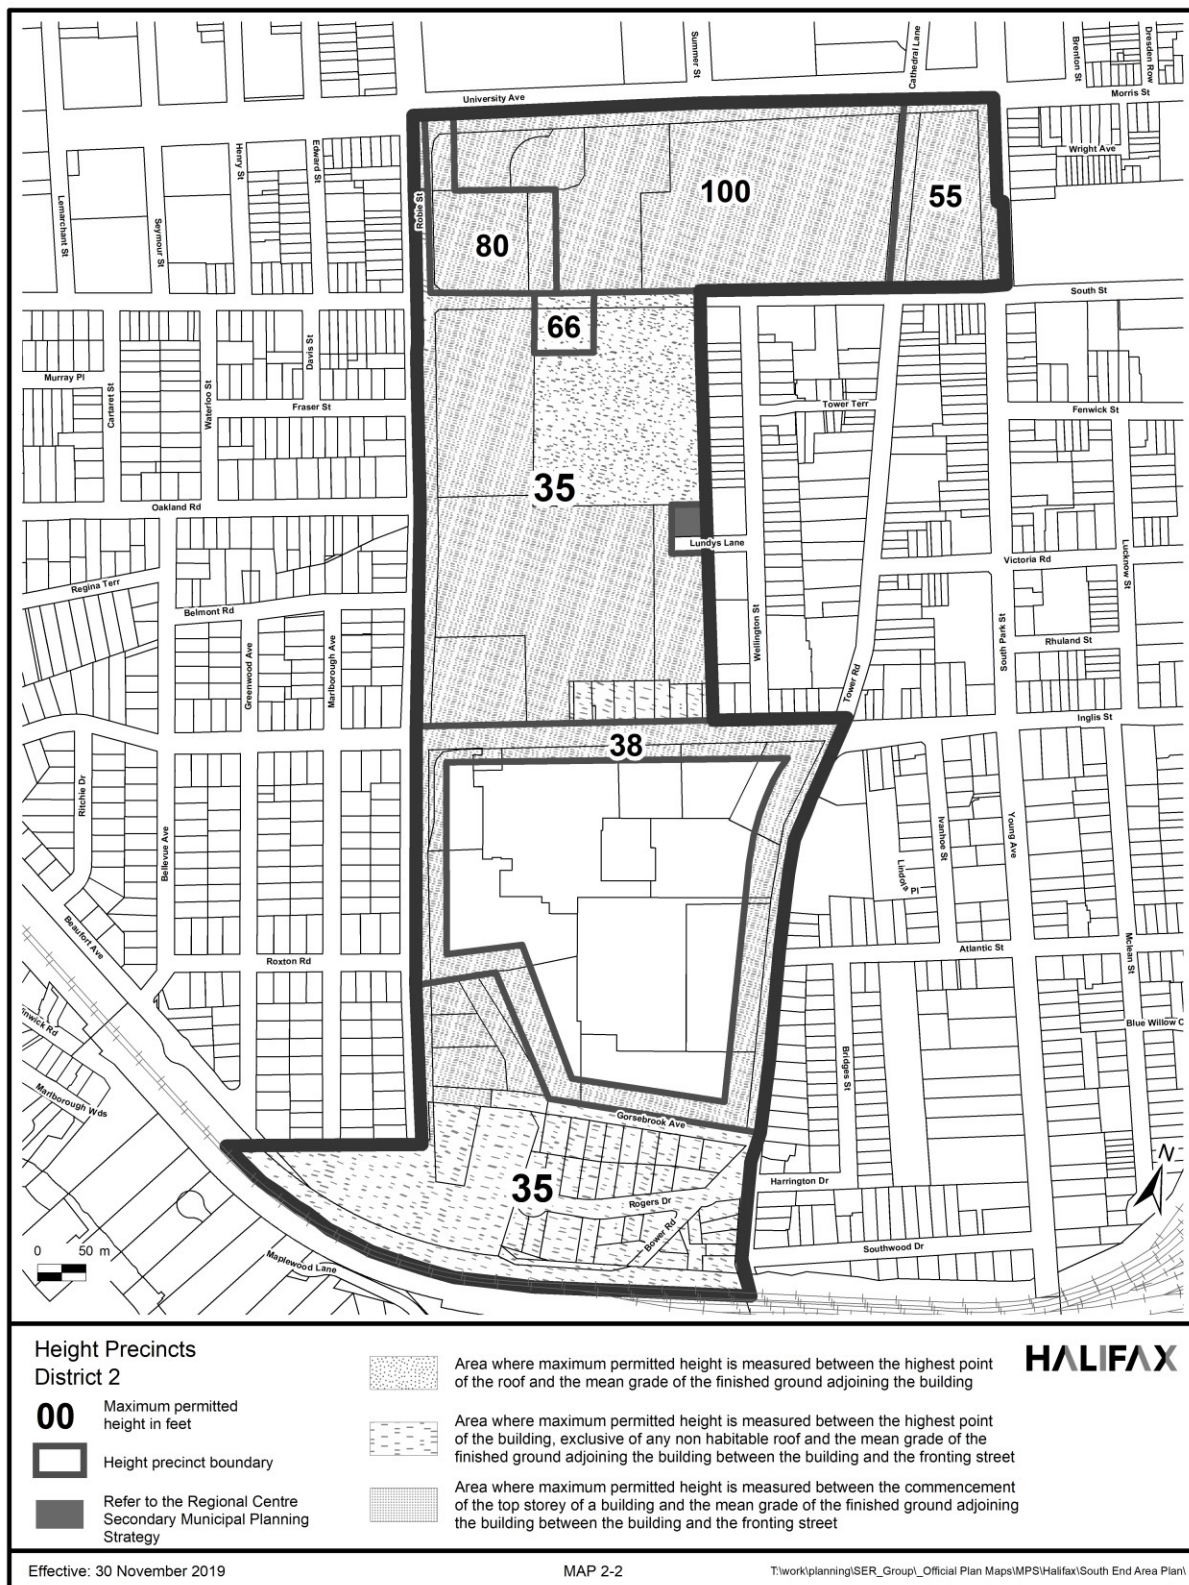 Summer St
Cathedral Lane
Brenton St
Dresden Row
University Ave
Morris St
Henry St
Edward St
Wright Ave
Lemarchant St
Seymour St
Robie St
100
55
80
South St
66
Davis St
Murray Pl
Cartaret St
Waterloo St
Fraser St
Tower Terr
Fenwick St
35
Oakland Rd
Lundys Lane
Victoria Rd
Lucknow St
Regina Terr
Belmont Rd
Greenwood Ave
Marlborough Ave
Wellington St
South Park St
Rhuland St
Tower Rd
Inglis St
38
Ritchie Dr
Bellevue Ave
Ivanhoe St
Young Ave
Pl
Beaufort Ave
Roxton Rd
Atlantic St
Mclean St
inwick Rd
Blue Willow C
Marlborough Wds
Bridges St
Gorsebrook Ave
N
Harrington Dr
35
Rogers Dr
Bower Rd
Southwood Dr
0 50 m
Maplewood Lane
Height Precincts
District 2
00
Maximum permitted
height in feet
Height precinct boundary
Refer to the Regional Centre
Secondary Municipal Planning
Strategy
Area where maximum permitted height is measured between the highest point
of the roof and the mean grade of the finished ground adjoining the building
Area where maximum permitted height is measured between the highest point
of the building, exclusive of any non habitable roof and the mean grade of the
finished ground adjoining the building between the building and the fronting street
Area where maximum permitted height is measured between the commencement
of the top storey of a building and the mean grade of the finished ground adjoining
the building between the building and the fronting street
HALIFAX
Effective: 30 November 2019
MAP 2-2
T:\work\planning\SER_Group\_Official Plan Maps\MPS\Halifax\South End Area Plan\